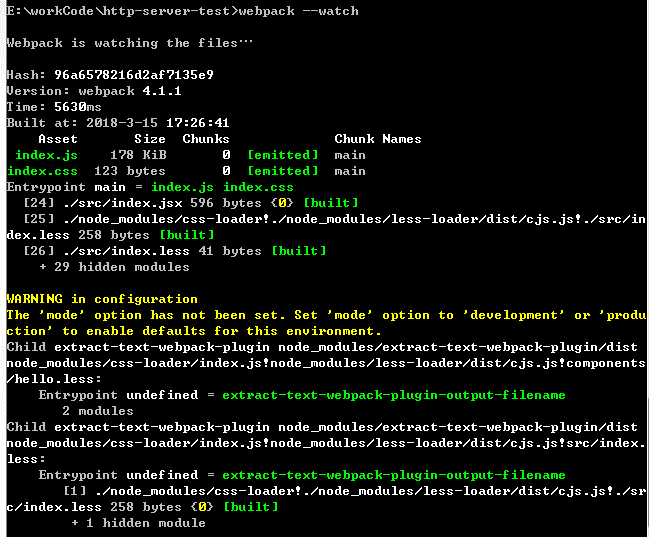 E:\workCode\http-server-test>webpack --watch
Webpack is watching the files…
Hash: 96a6578216d2af7135e9
Version: webpack 4.1.1
Time: 5630ms
Built at: 2018-3-15 17:26:41
Asset Size Chunks Chunk Names
index.js 178 KiB 0 [emitted] main
index.css 123 bytes 0 [emitted] main
Entrypoint main = index.js index.css
[24] ./src/index.jsx 596 bytes {0} [built]
[25] ./node_modules/css-loader!./node_modules/less-loader/dist/cjs.js!./src/in
dex.less 258 bytes [built]
[26] ./src/index.less 41 bytes [built]
+ 29 hidden modules
WARNING in configuration
The 'mode' option has not been set. Set 'mode' option to 'development' or 'produ
ction' to enable defaults for this environment.
Child extract-text-webpack-plugin node_modules/extract-text-webpack-plugin/dist
node_modules/css-loader/index.js!node_modules/less-loader/dist/cjs.js!components
/hello.less:
Entrypoint undefined = extract-text-webpack-plugin-output-filename
2 modules
Child extract-text-webpack-plugin node_modules/extract-text-webpack-plugin/dist
node_modules/css-loader/index.js!node_modules/less-loader/dist/cjs.js!src/index.
less:
Entrypoint undefined = extract-text-webpack-plugin-output-filename
[1] ./node_modules/css-loader!./node_modules/less-loader/dist/cjs.js!./sr
c/index.less 258 bytes {0} [built]
+ 1 hidden module